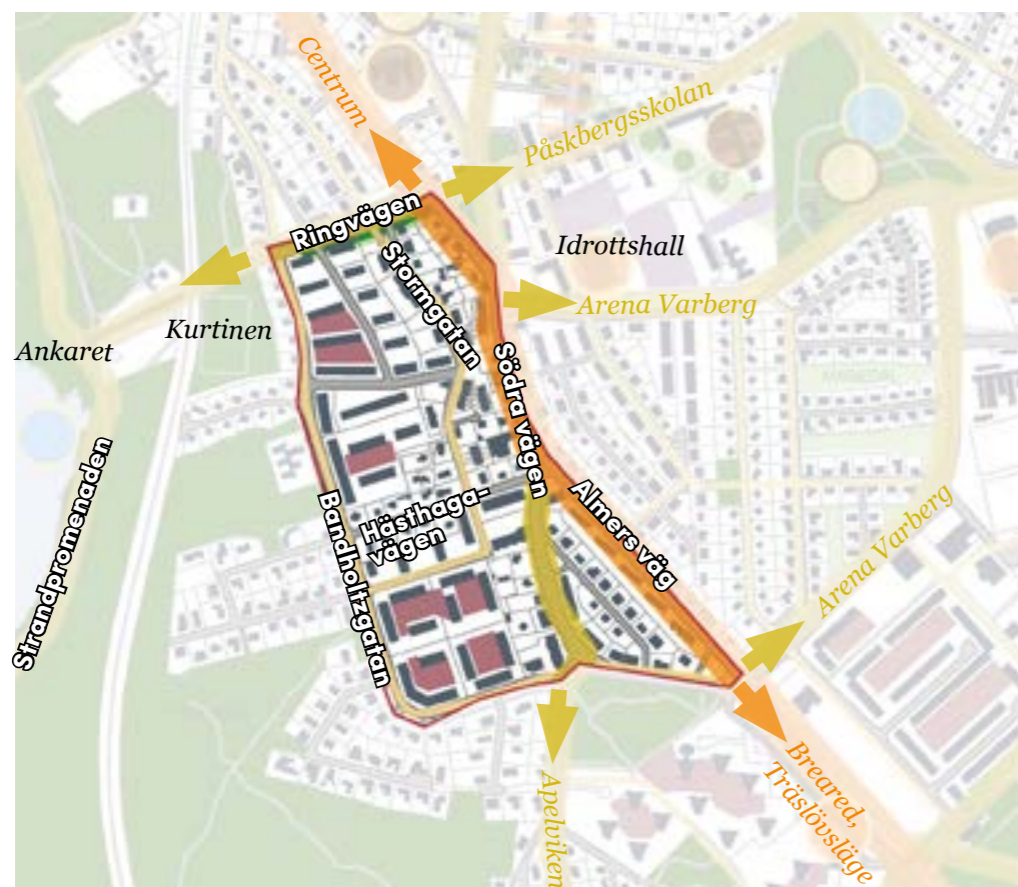 Centrum
Påskbergsskolan
Ringvägen
Idrottshall
Stormgatan
Arena Varberg
Kurtinen
Ankaret
Södra vägen
Almers väg
Hästhaga-
vägen
Bandholtzgatan
Strandpromenaden
Arena Varberg
Apelviken
Breared,
Träslövsläge